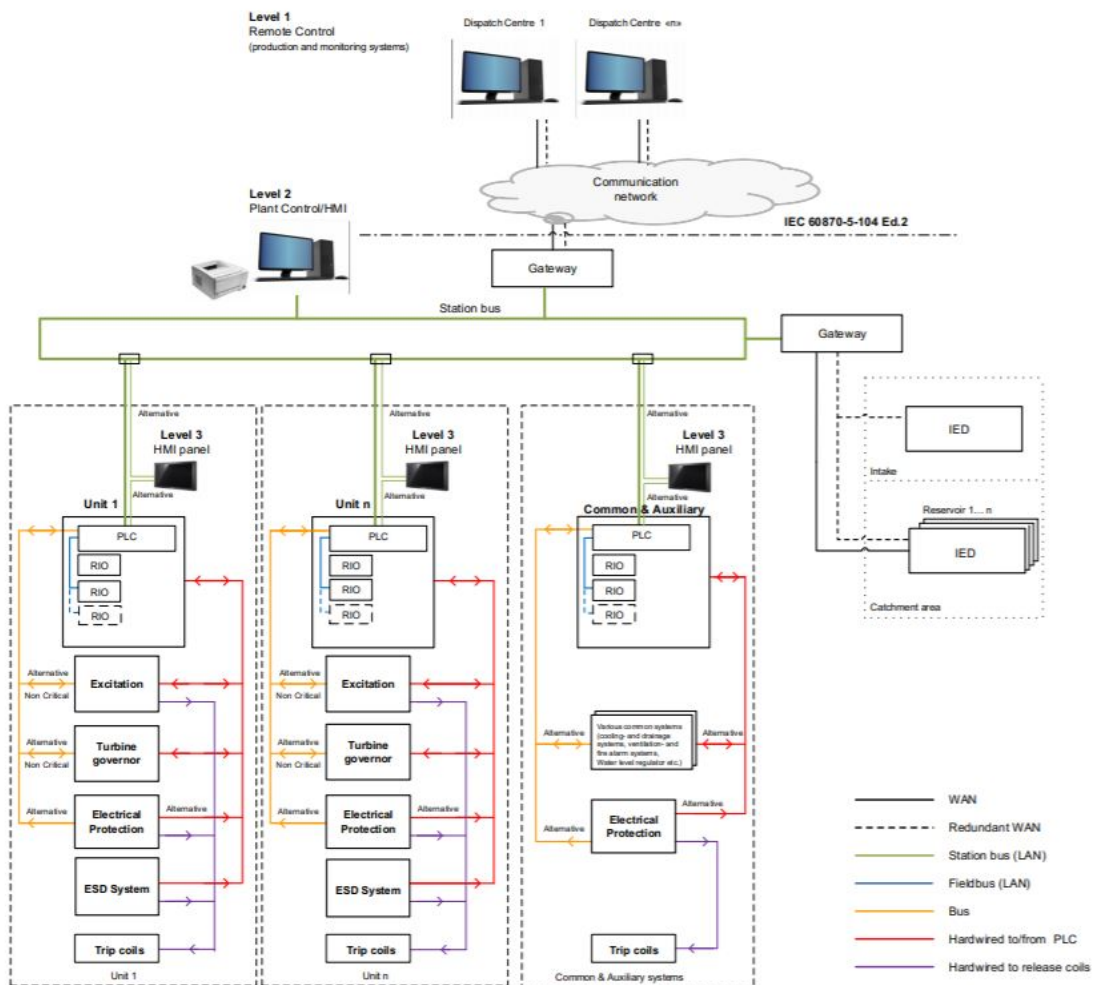 Level 1
Remote Control
(production and monitoring systems)
Dispatch Centre 1
Dispatch Centre «n»
Communication
network
Level 2
Plant Control/HMI
IEC 60870-5-104 Ed.2
Gateway
Station bus
Gateway
IED
Intake
Reservoir 1... n
IED
Catchment area
Alternative
Level 3
HMI panel
Alternative
Unit 1
PLC
RIO
RIO
RIO
Alternative
Non Critical
Excitation
Alternative
Non Critical
Turbine
governor
Alternative
Alternative
Electrical
Protection
ESD System
Trip coils
Unit 1
Alternative
Level 3
HMI panel
Alternative
Unit n
PLC
RIO
RIO
RIO
Alternative
Non Critical
Excitation
Alternative
Non Critical
Turbine
governor
Alternative
Alternative
Electrical
Protection
ESD System
Trip coils
Unit n
Alternative
Level 3
HMI panel
Alternative
Common & Auxiliary
PLC
RIO
RIO
RIO
Alternative
Various common systems
(cooling- and drainage
systems, ventilation- and
fire alarm systems,
Water level regulator etc.)
Alternative
Alternative
Alternative
Electrical
Protection
Trip coils
Common & Auxiliary systems
WAN
Redundant WAN
Station bus (LAN)
Fieldbus (LAN)
Bus
Hardwired to/from PLC
Hardwired to release coils